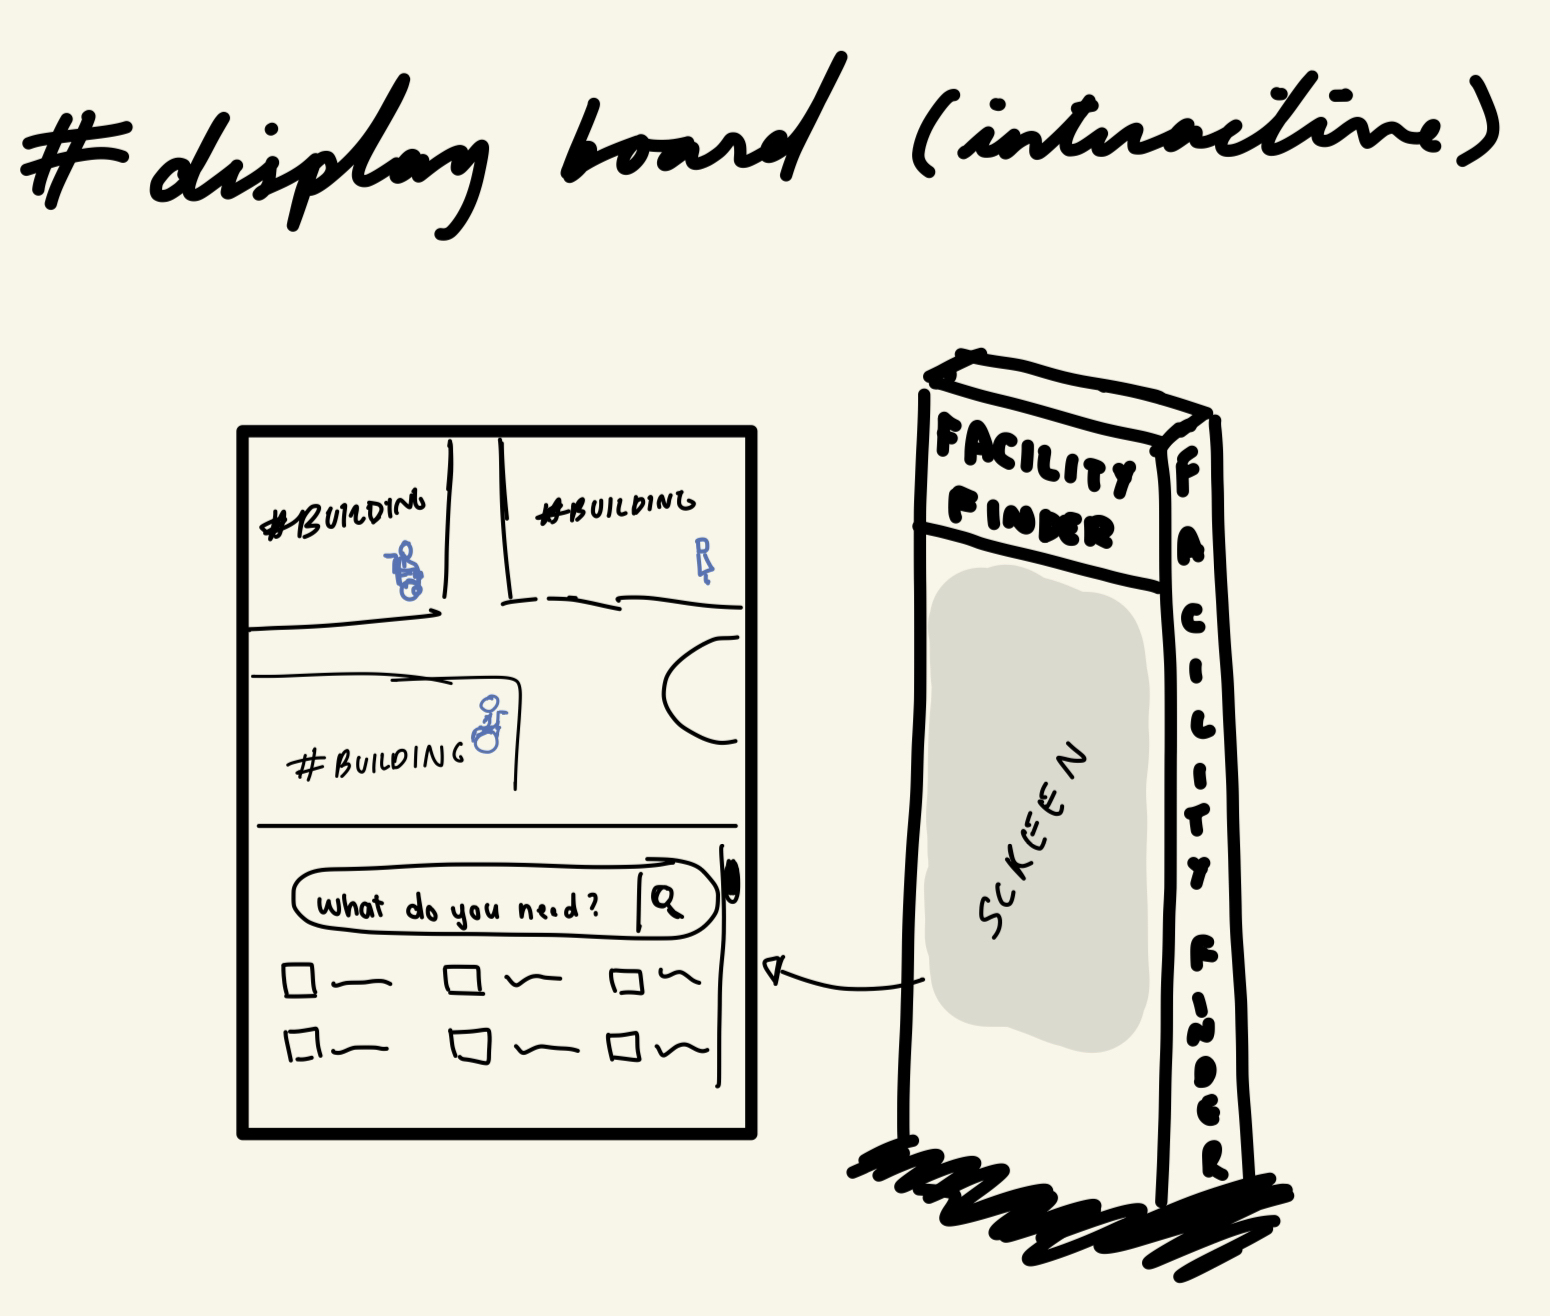 # display board (interactive)
#BUILDING
#BUILDING
# BUILDING
what do you need?
FACILITY
FINDER
SCREEN
FACILITY FINDER